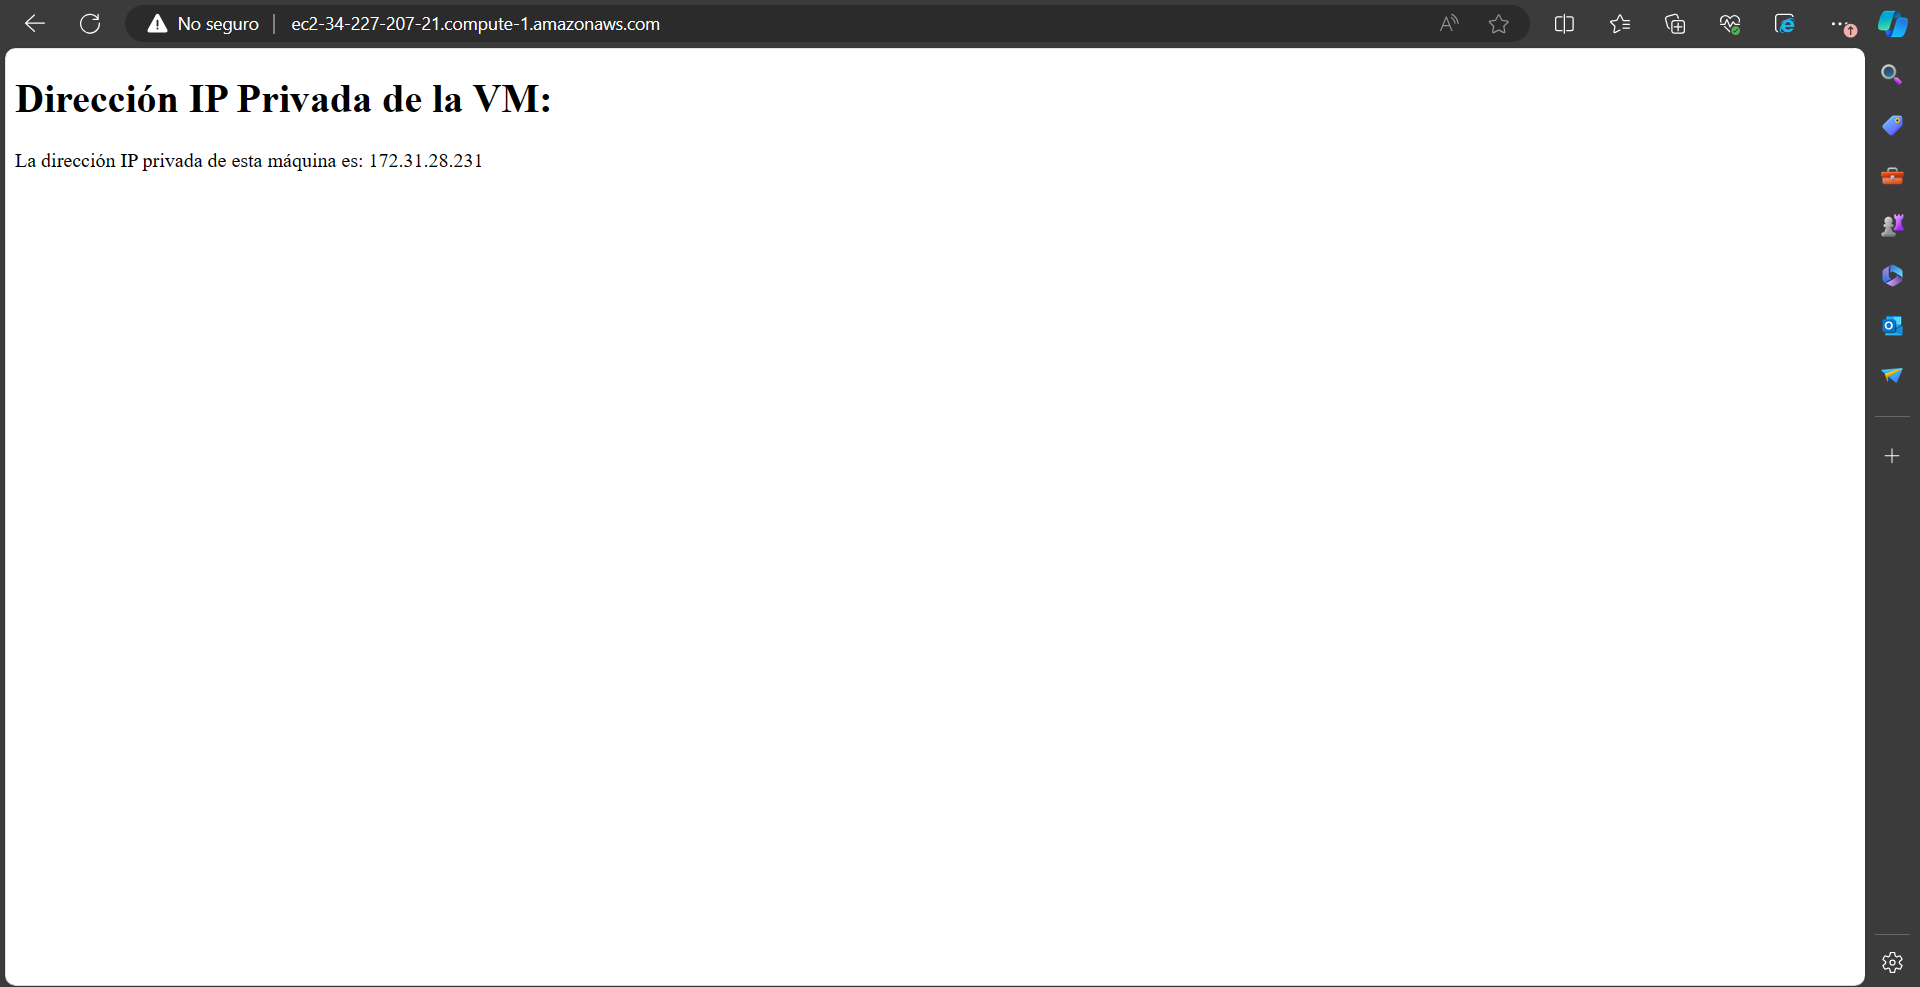 No seguro
ec2-34-227-207-21.compute-1.amazonaws.com
Dirección IP Privada de la VM:
La dirección IP privada de esta máquina es: 172.31.28.231